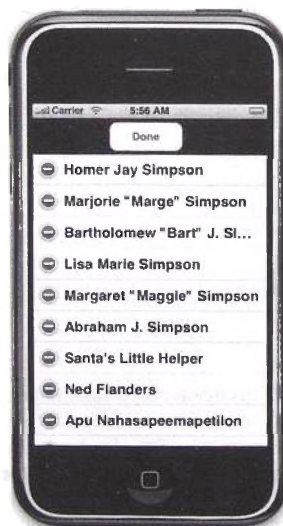 Carrier 5:56 AM
Done
Homer Jay Simpson
Marjorie "Marge" Simpson
Bartholomew "Bart" J. Si...
Lisa Marie Simpson
Margaret "Maggie" Simpson
Abraham J. Simpson
Santa's Little Helper
Ned Flanders
Apu Nahasapeemapetilon